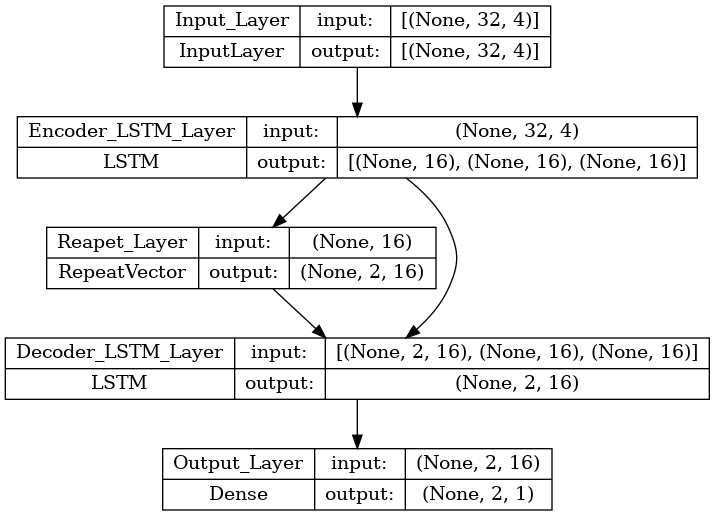 Input_Layer input: [(None, 32, 4)]
InputLayer output: [(None, 32, 4)]
Encoder_LSTM_Layer input: (None, 32, 4)
LSTM output: [(None, 16), (None, 16), (None, 16)]
Reapet_Layer input: (None, 16)
RepeatVector output: (None, 2, 16)
Decoder_LSTM_Layer input: [(None, 2, 16), (None, 16), (None, 16)]
LSTM output: (None, 2, 16)
Output_Layer input: (None, 2, 16)
Dense output: (None, 2, 1)